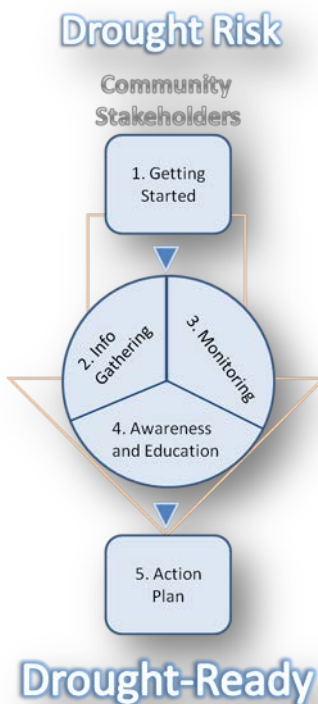 Drought Risk
Community
Stakeholders
1. Getting
Started
2. Info
Gathering
3. Monitoring
4. Awareness
and Education
5. Action
Plan
Drought-Ready